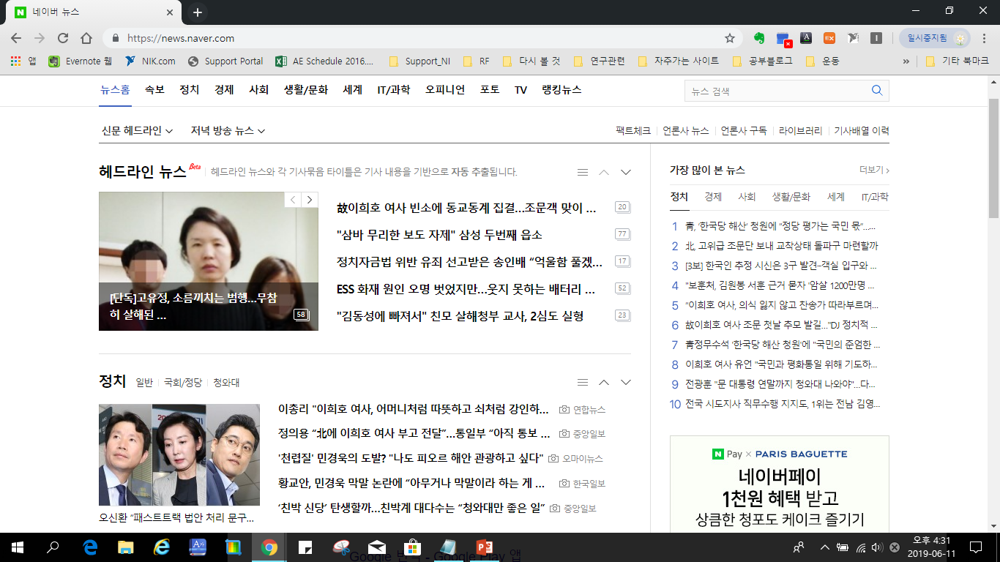 네이버 뉴스
https://news.naver.com
일시중지됨
앱 Evernote 웹 NIK.com Support Portal AE Schedule 2016.... Support_NI RF 다시 볼 것 연구관련 자주가는 사이트 공부블로그 운동 » 기타 북마크
뉴스홈 속보 정치 경제 사회 생활/문화 세계 IT/과학 오피니언 포토 TV 랭킹뉴스
뉴스 검색
신문 헤드라인 저녁 방송 뉴스
팩트체크 언론사 뉴스 언론사 구독 라이브러리 기사배열 이력
헤드라인 뉴스 Beta 헤드라인 뉴스와 각 기사묶음 타이틀은 기사 내용을 기반으로 자동 추출됩니다.
[단독]고유정, 소름끼치는 범행…무참
히 살해된 ...
58
故이희호 여사 빈소에 동교동계 집결…조문객 맞이 ... 20
"삼바 무리한 보도 자제" 삼성 두번째 읍소 77
정치자금법 위반 유죄 선고받은 송인배 “억울함 풀겠... 17
ESS 화재 원인 오명 벗었지만…웃지 못하는 배터리 ... 52
"김동성에 빠져서" 친모 살해청부 교사, 2심도 실형 23
정치 일반 국회/정당 청와대
오신환 “패스트트랙 법안 처리 문구...
이총리 "이희호 여사, 어머니처럼 따뜻하고 쇠처럼 강인하... 연합뉴스
정의용 “北에 이희호 여사 부고 전달”…통일부 “아직 통보 ... 중앙일보
'천렵질' 민경욱의 도발? "나도 피오르 해안 관광하고 싶다" 오마이뉴스
황교안, 민경욱 막말 논란에 “아무거나 막말이라 하는 게 ... 한국일보
‘친박 신당’ 탄생할까…친박계 대다수는 “청와대만 좋은 일” 중앙일보
가장 많이 본 뉴스 더보기
정치 경제 사회 생활/문화 세계 IT/과학
1 靑, ‘한국당 해산’ 청원에 “정당 평가는 국민 몫”…...
2 北, 고위급 조문단 보내 교착상태 돌파구 마련할까
3 [3보] 한국인 추정 시신은 3구 발견-객실 입구와 ...
4 "보훈처, 김원봉 서훈 근거 묻자 '암살 1200만명 ...
5 “이희호 여사, 의식 잃지 않고 찬송가 따라부르며...
6 故이희호 여사 조문 첫날 추모 발길…"DJ 정치적 ...
7 靑정무수석 '한국당 해산 청원'에 "국민의 준엄한 ...
8 이희호 여사 유언 "국민과 평화통일 위해 기도하...
9 전광훈 "문 대통령 연말까지 청와대 나와야"…다...
10 전국 시도지사 직무수행 지지도, 1위는 전남 김영...
N Pay × PARIS BAGUETTE
네이버페이
1천원 혜택 받고
상큼한 청포도 케이크 즐기기
Google 번역 - Google Play 앱
오후 4:31
2019-06-11